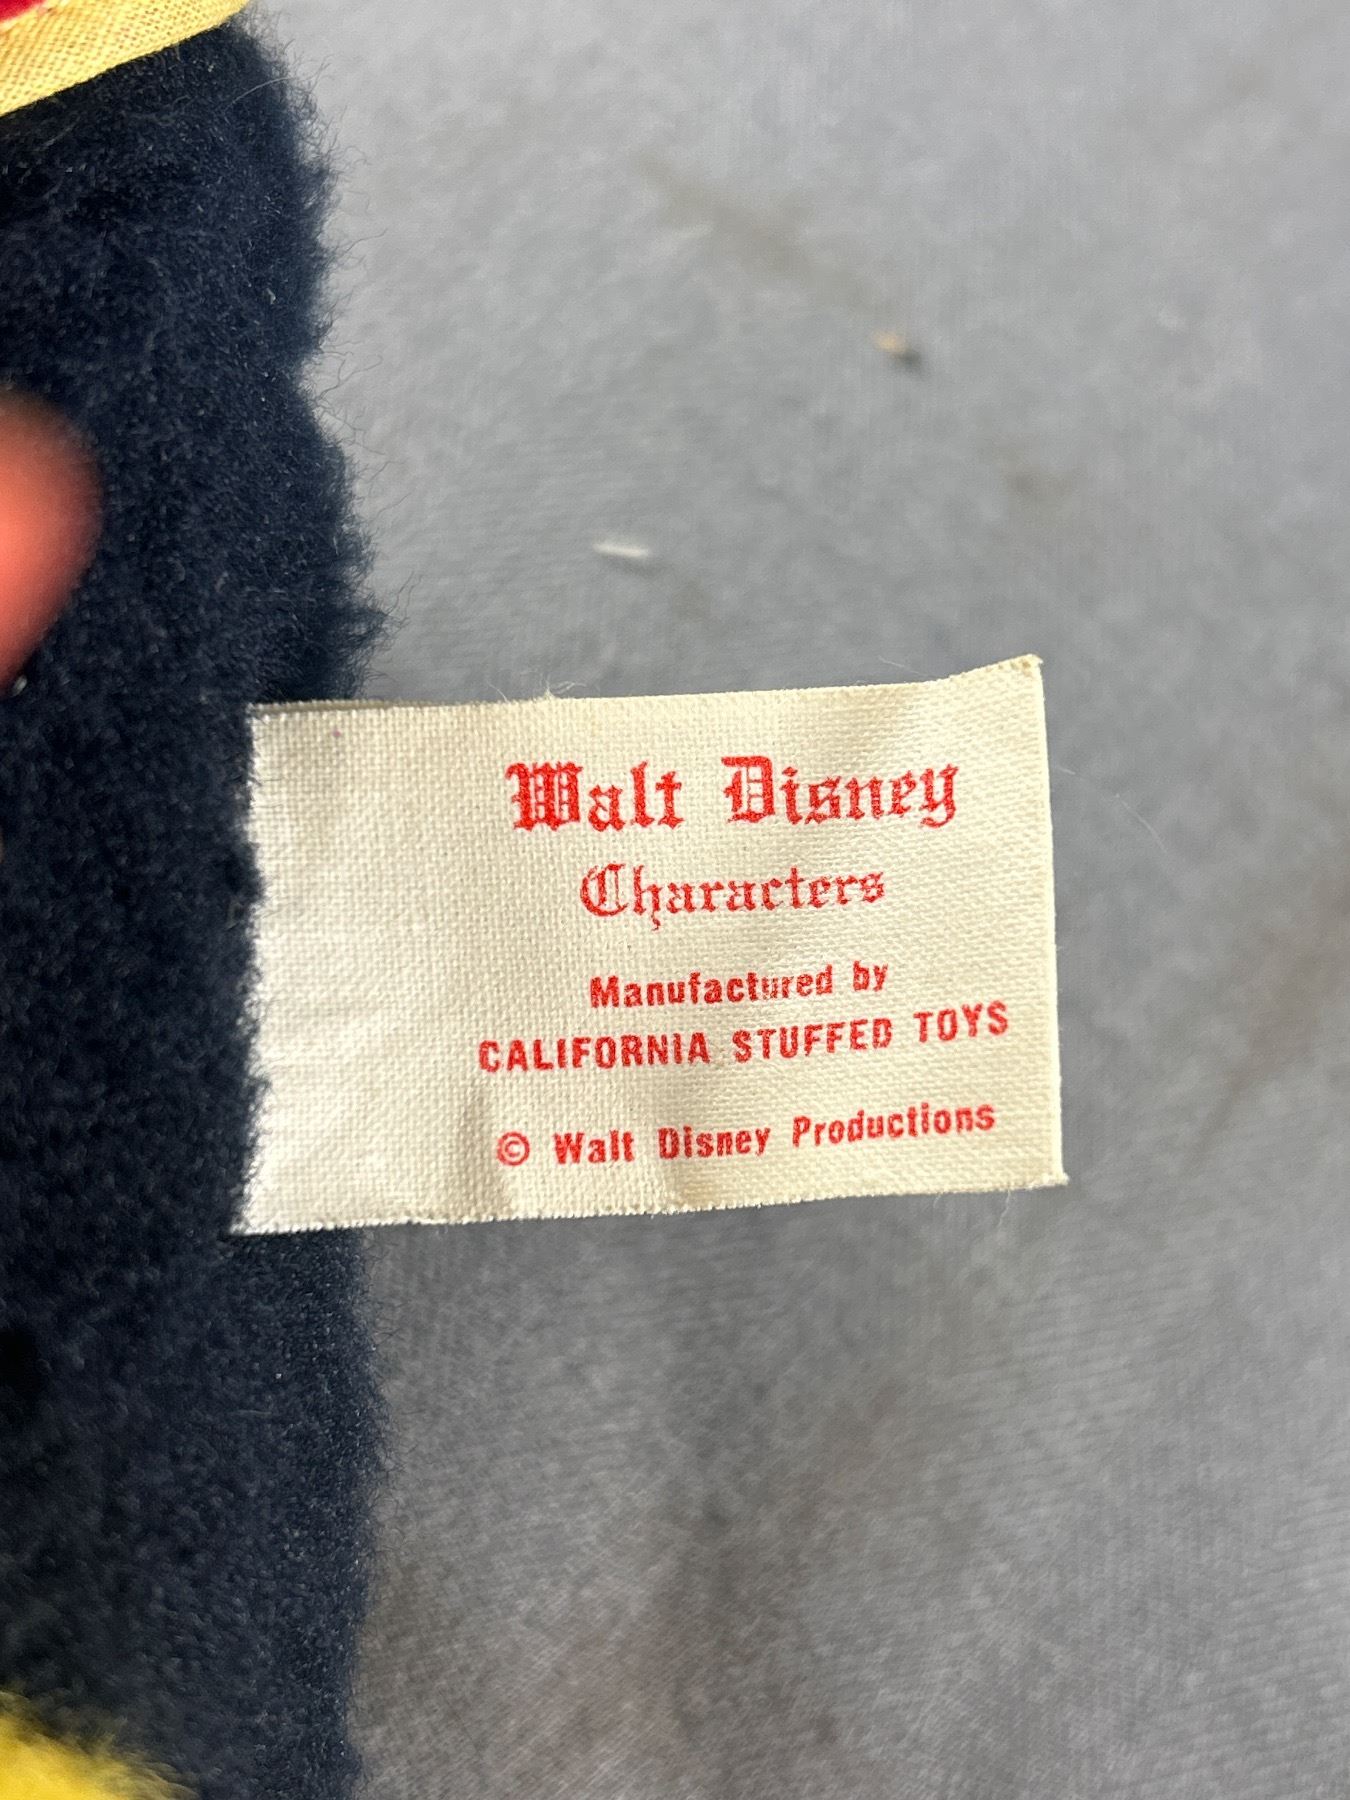 Walt Disney
Characters
Manufactured by
CALIFORNIA STUFFED TOYS
© Walt Disney Productions